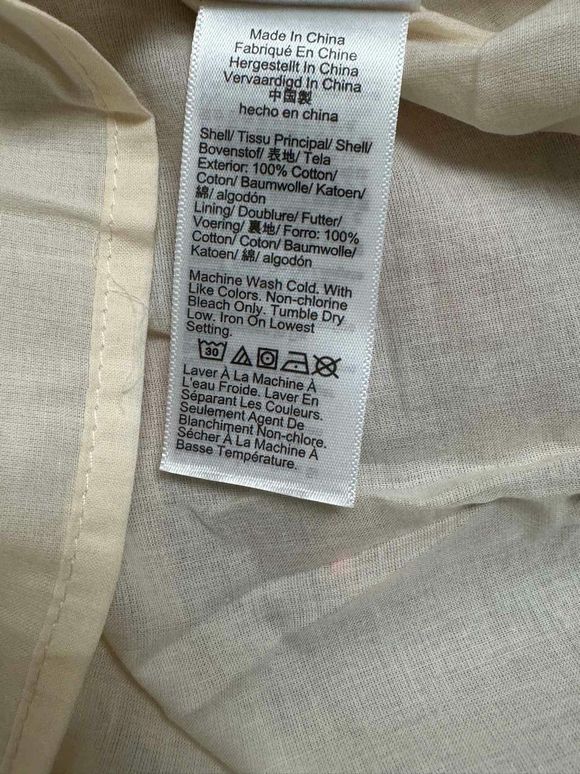 Made In China
Fabriqué En Chine
Hergestellt In China
Vervaardigd In China
中国製
hecho en china
Shell/ Tissu Principal/ Shell/
Bovenstof/ 表地/ Tela
Exterior: 100% Cotton/
Coton/ Baumwolle/ Katoen/
綿/ algodón
Lining/ Doublure/ Futter/
Voering/ 裏地/ Forro: 100%
Cotton/ Coton/ Baumwolle/
Katoen/ 綿/ algodón
Machine Wash Cold. With
Like Colors. Non-chlorine
Bleach Only. Tumble Dry
Low. Iron On Lowest
Setting.
30
Laver À La Machine À
L'eau Froide. Laver En
Séparant Les Couleurs.
Seulement Agent De
Blanchiment Non-chlore.
Sécher À La Machine À
Basse Température.